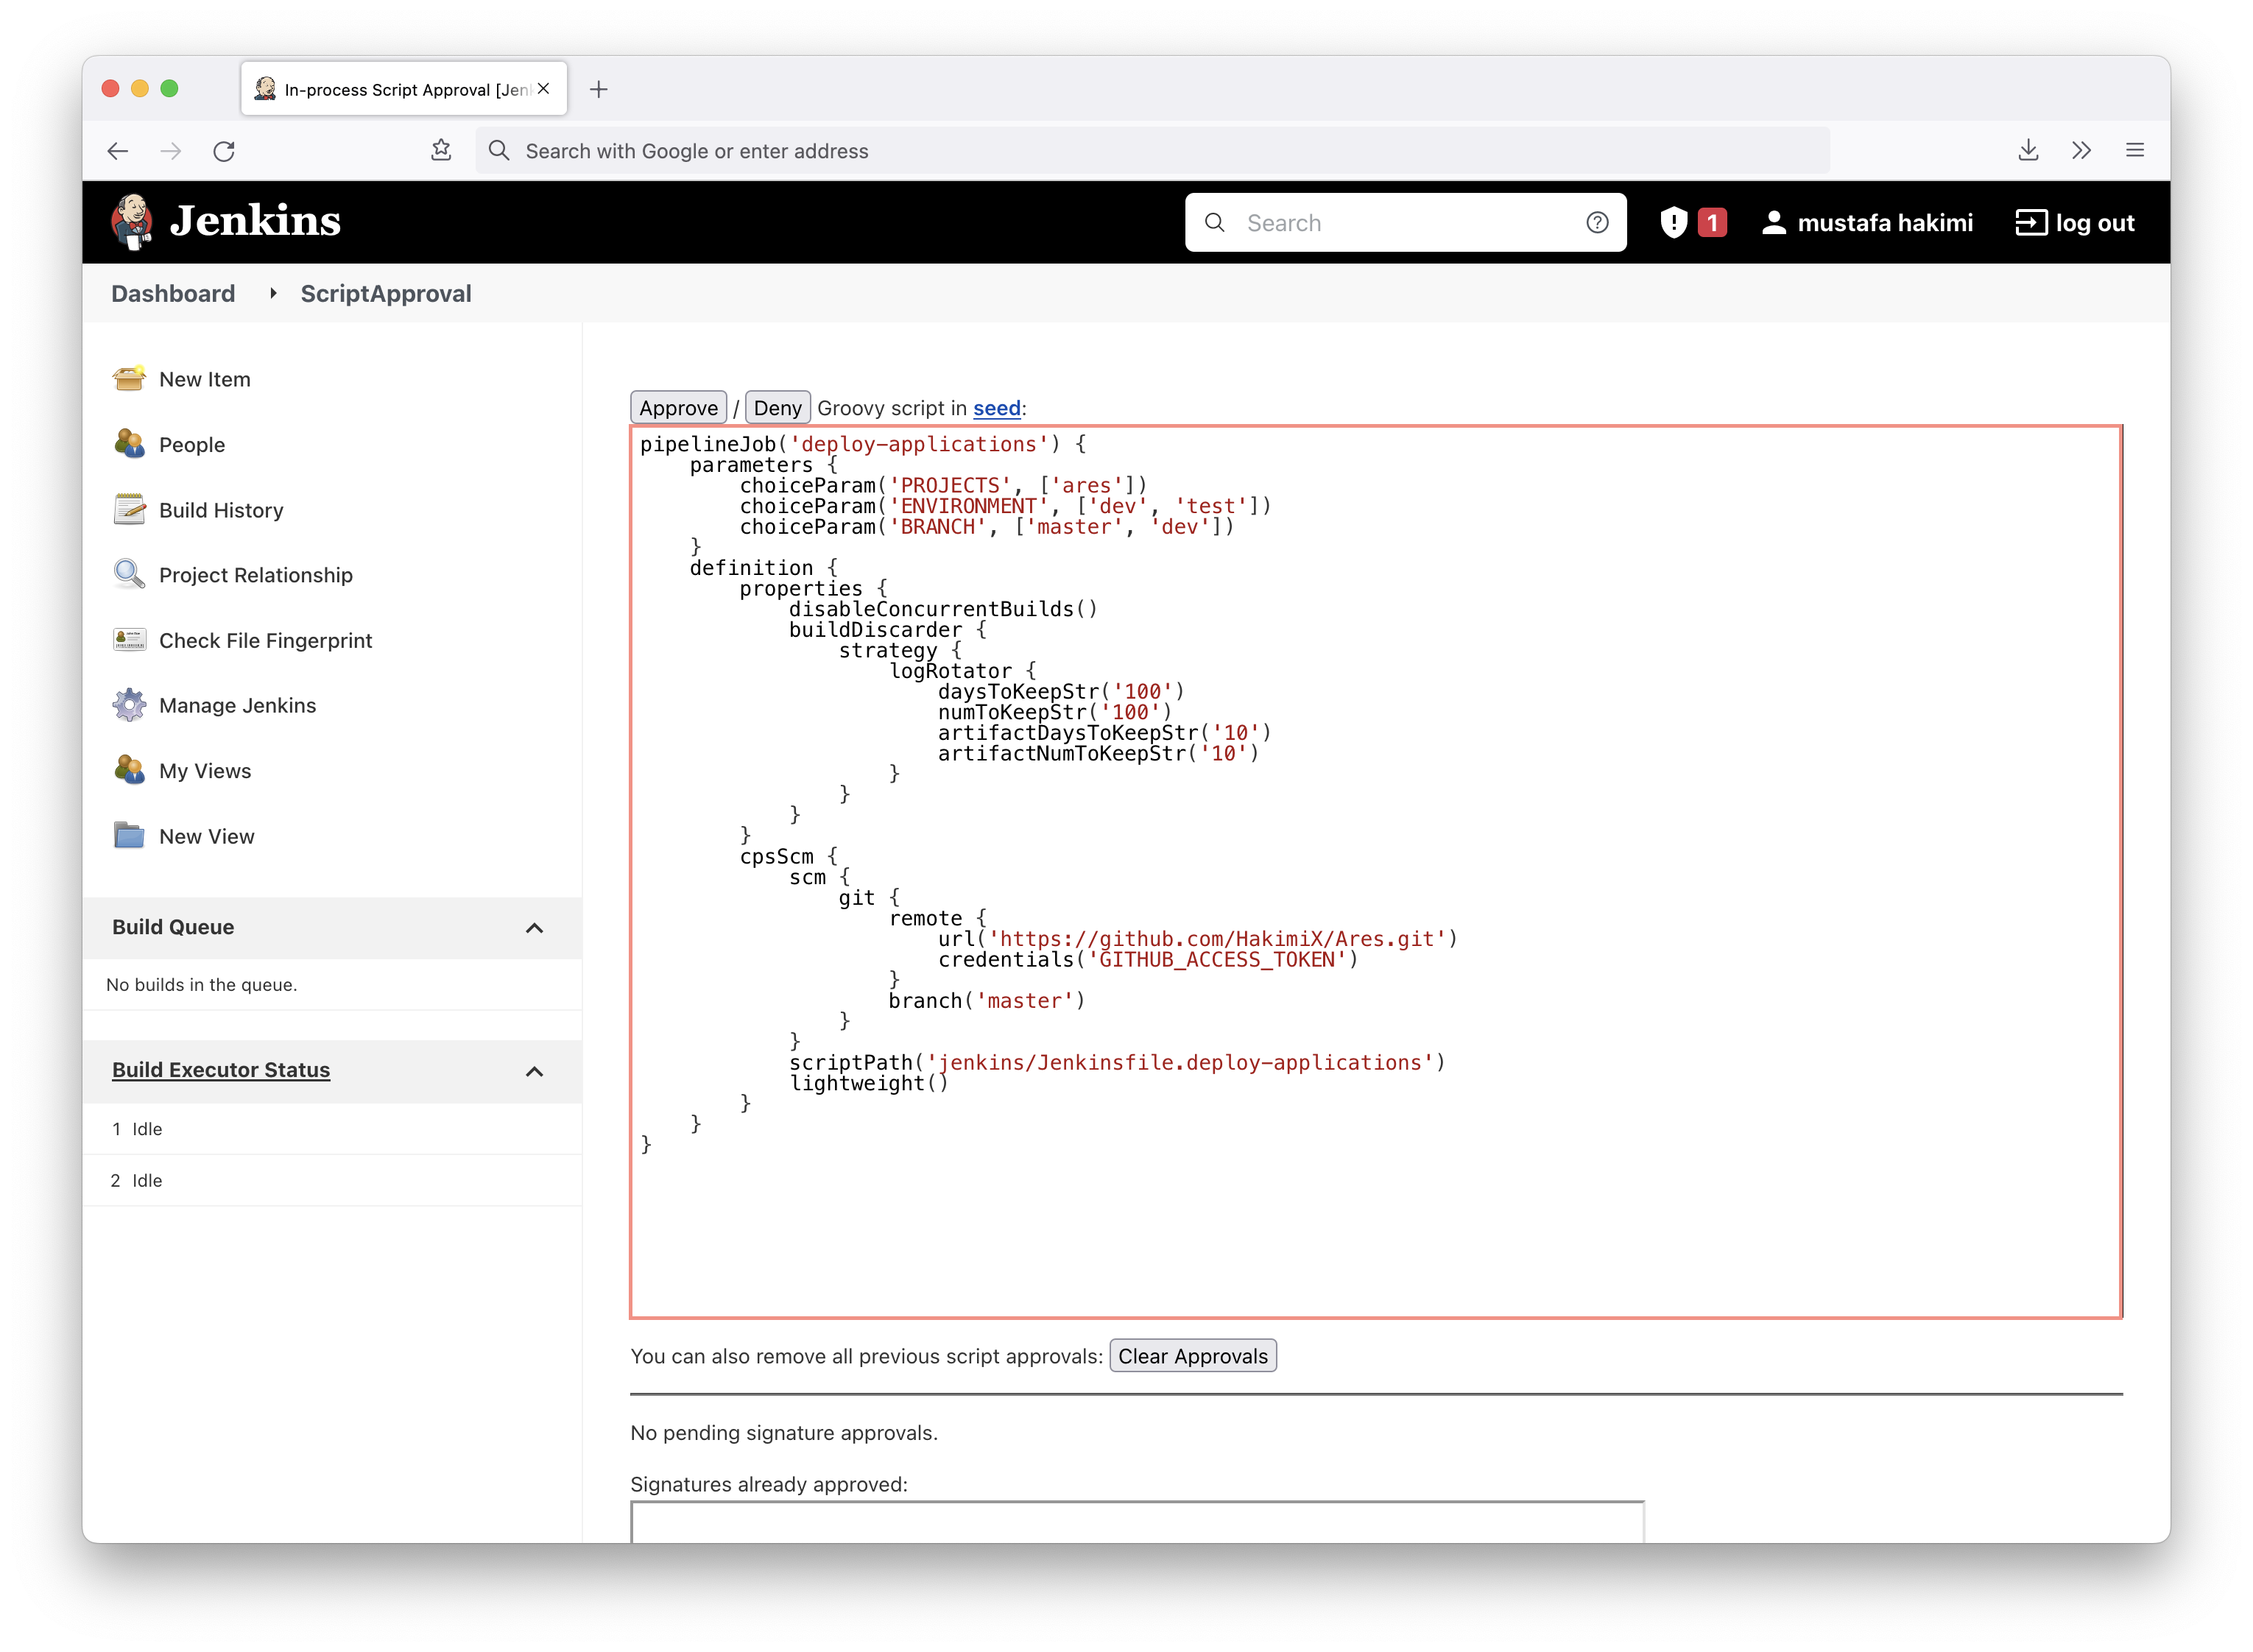 In-process Script Approval [Jen
Search with Google or enter address
Jenkins
Search
1
mustafa hakimi
log out
Dashboard
ScriptApproval
New Item
People
Build History
Project Relationship
Check File Fingerprint
Manage Jenkins
My Views
New View
Build Queue
No builds in the queue.
Build Executor Status
1 Idle
2 Idle
Approve / Deny Groovy script in seed:
pipelineJob('deploy-applications') {
    parameters {
        choiceParam('PROJECTS', ['ares'])
        choiceParam('ENVIRONMENT', ['dev', 'test'])
        choiceParam('BRANCH', ['master', 'dev'])
    }
    definition {
        properties {
            disableConcurrentBuilds()
            buildDiscarder {
                strategy {
                    logRotator {
                        daysToKeepStr('100')
                        numToKeepStr('100')
                        artifactDaysToKeepStr('10')
                        artifactNumToKeepStr('10')
                    }
                }
            }
        }
        cpsScm {
            scm {
                git {
                    remote {
                        url('https://github.com/HakimiX/Ares.git')
                        credentials('GITHUB_ACCESS_TOKEN')
                    }
                    branch('master')
                }
            }
            scriptPath('jenkins/Jenkinsfile.deploy-applications')
            lightweight()
        }
    }
}
You can also remove all previous script approvals: Clear Approvals
No pending signature approvals.
Signatures already approved: